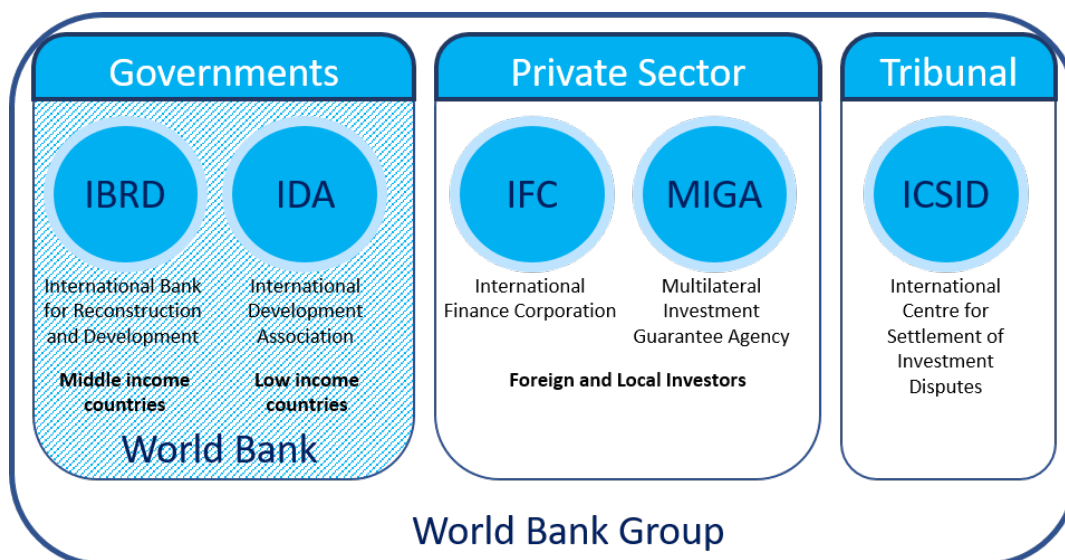 Governments
IBRD
IDA
International Bank
for Reconstruction
and Development
International
Development
Association
Middle income
countries
Low income
countries
World Bank
Private Sector
IFC
MIGA
International
Finance Corporation
Multilateral
Investment
Guarantee Agency
Foreign and Local Investors
Tribunal
ICSID
International
Centre for
Settlement of
Investment
Disputes
World Bank Group